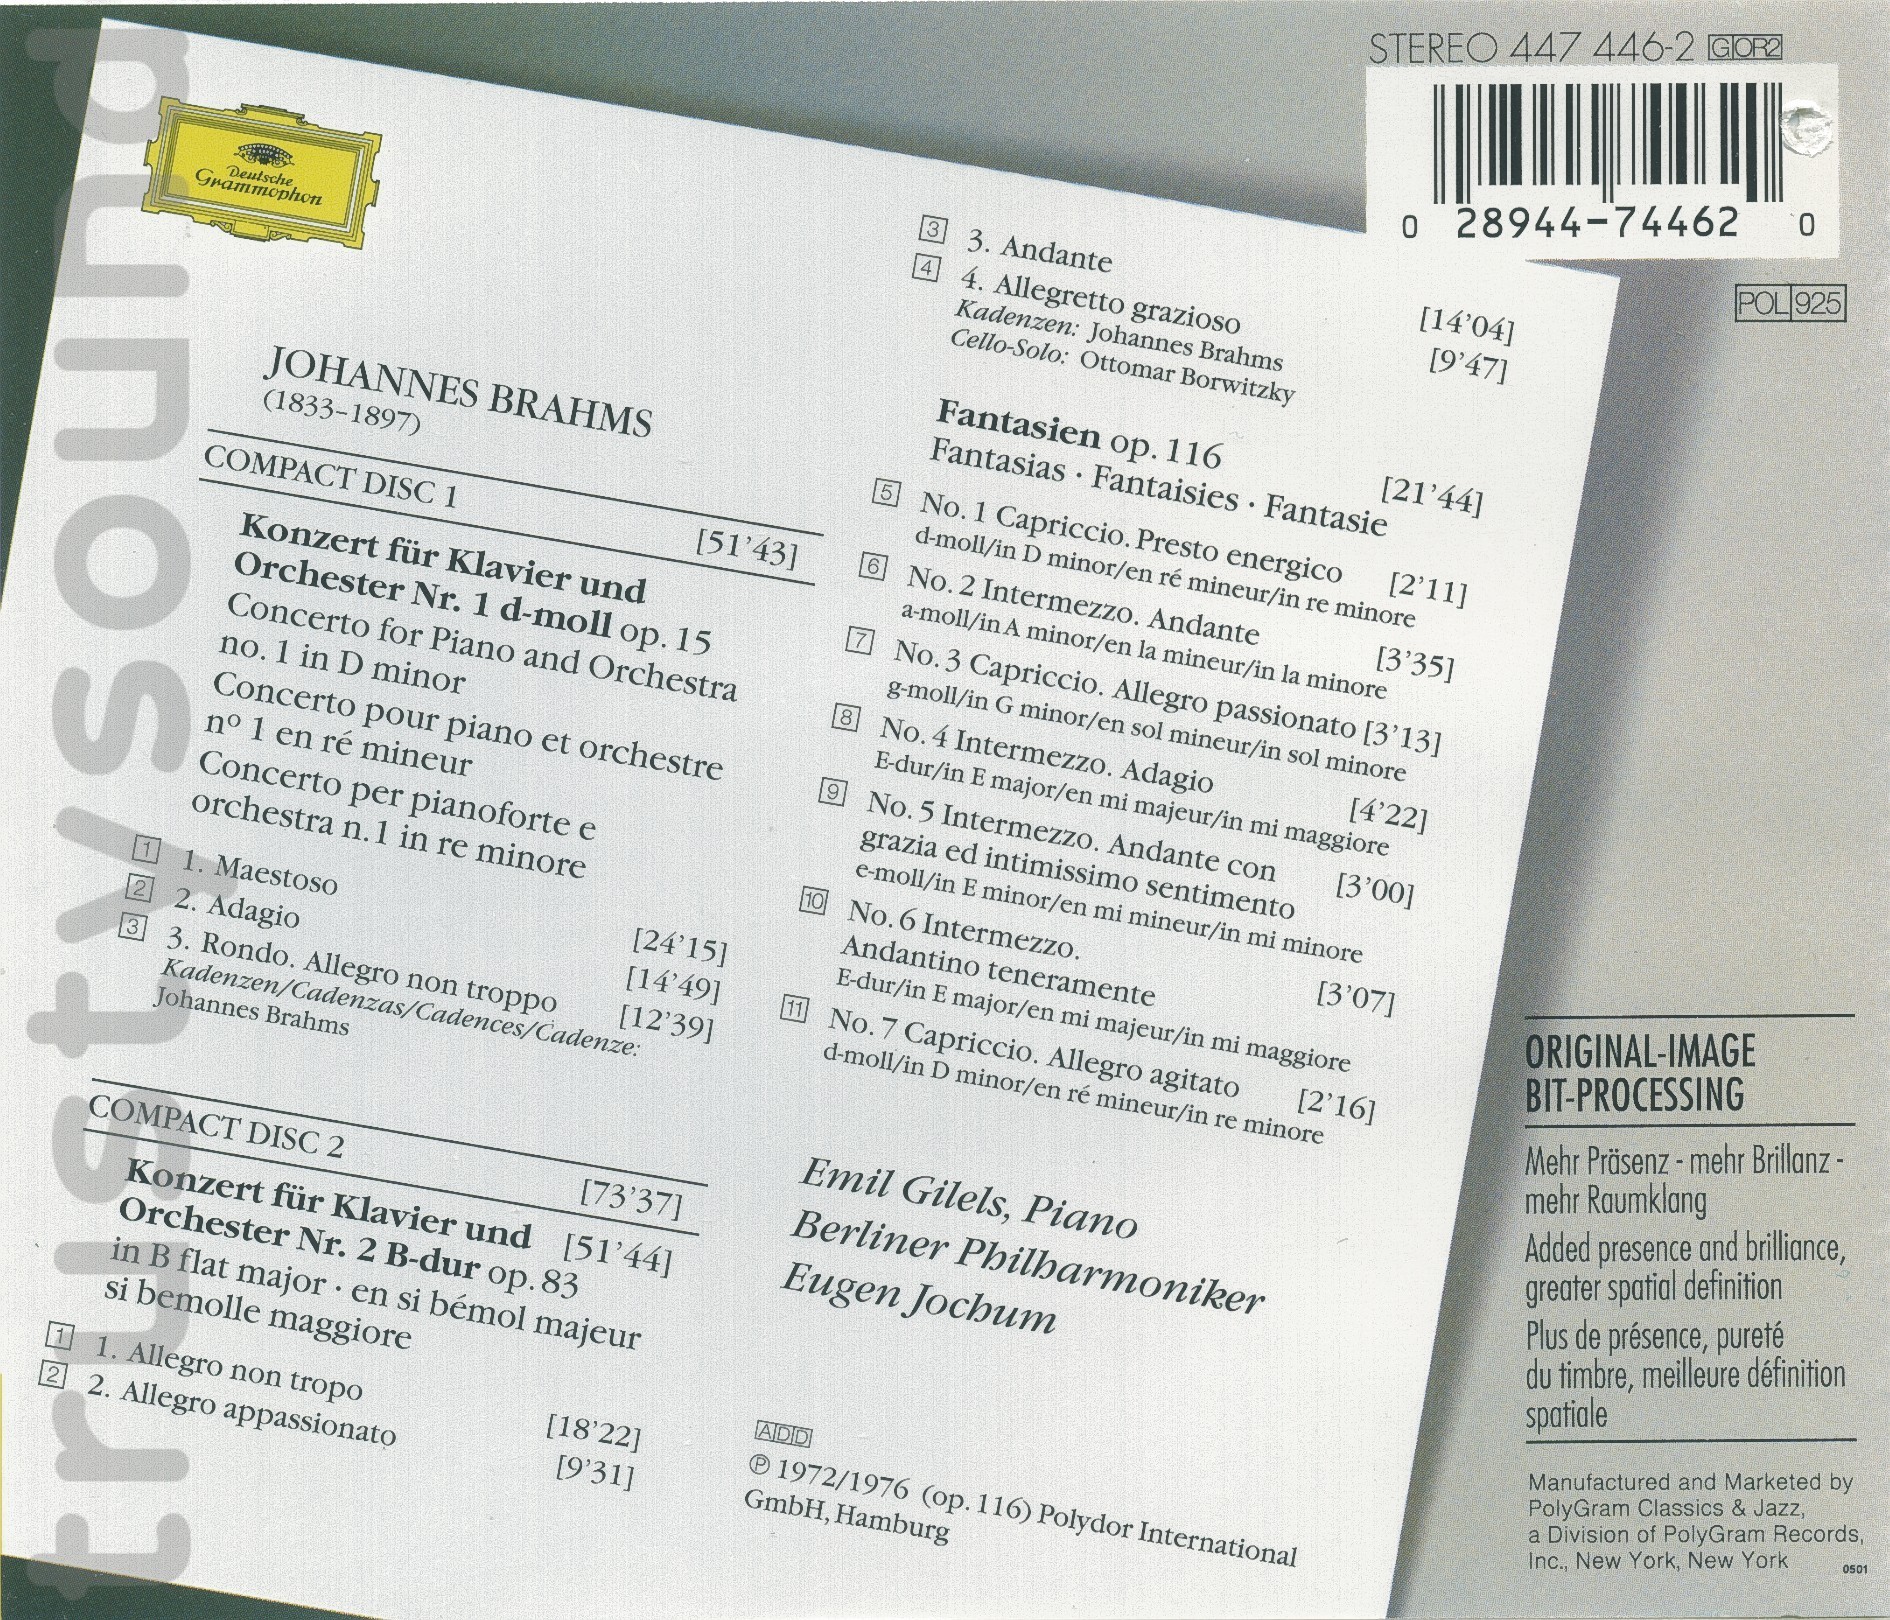 trustysound
Deutsche
Grammophon
JOHANNES BRAHMS
(1833–1897)
COMPACT DISC 1 [51'43]
Konzert für Klavier und
Orchester Nr. 1 d-moll op. 15
Concerto for Piano and Orchestra
no. 1 in D minor
Concerto pour piano et orchestre
nº 1 en ré mineur
Concerto per pianoforte e
orchestra n. 1 in re minore
1 1. Maestoso [24'15]
2 2. Adagio [14'49]
3 3. Rondo. Allegro non troppo [12'39]
Kadenzen/Cadenzas/Cadences/Cadenze:
Johannes Brahms
COMPACT DISC 2 [73'37]
Konzert für Klavier und
Orchester Nr. 2 B-dur op. 83 [51'44]
in B flat major · en si bémol majeur
si bemolle maggiore
1 1. Allegro non tropo [18'22]
2 2. Allegro appassionato [9'31]
3 3. Andante [14'04]
4 4. Allegretto grazioso [9'47]
Kadenzen: Johannes Brahms
Cello-Solo: Ottomar Borwitzky
Fantasien op. 116 [21'44]
Fantasias · Fantaisies · Fantasie
5 No. 1 Capriccio. Presto energico [2'11]
d-moll/in D minor/en ré mineur/in re minore
6 No. 2 Intermezzo. Andante [3'35]
a-moll/in A minor/en la mineur/in la minore
7 No. 3 Capriccio. Allegro passionato [3'13]
g-moll/in G minor/en sol mineur/in sol minore
8 No. 4 Intermezzo. Adagio [4'22]
E-dur/in E major/en mi majeur/in mi maggiore
9 No. 5 Intermezzo. Andante con
grazia ed intimissimo sentimento [3'00]
e-moll/in E minor/en mi mineur/in mi minore
10 No. 6 Intermezzo.
Andantino teneramente [3'07]
E-dur/in E major/en mi majeur/in mi maggiore
11 No. 7 Capriccio. Allegro agitato [2'16]
d-moll/in D minor/en ré mineur/in re minore
Emil Gilels, Piano
Berliner Philharmoniker
Eugen Jochum
ADD
℗ 1972/1976 (op. 116) Polydor International
GmbH, Hamburg
STEREO 447 446-2 G OR2
0 28944-74462 0
POL 925
ORIGINAL-IMAGE
BIT-PROCESSING
Mehr Präsenz - mehr Brillanz -
mehr Raumklang
Added presence and brilliance,
greater spatial definition
Plus de présence, pureté
du timbre, meilleure définition
spatiale
Manufactured and Marketed by
PolyGram Classics & Jazz,
a Division of PolyGram Records,
Inc., New York, New York 0501